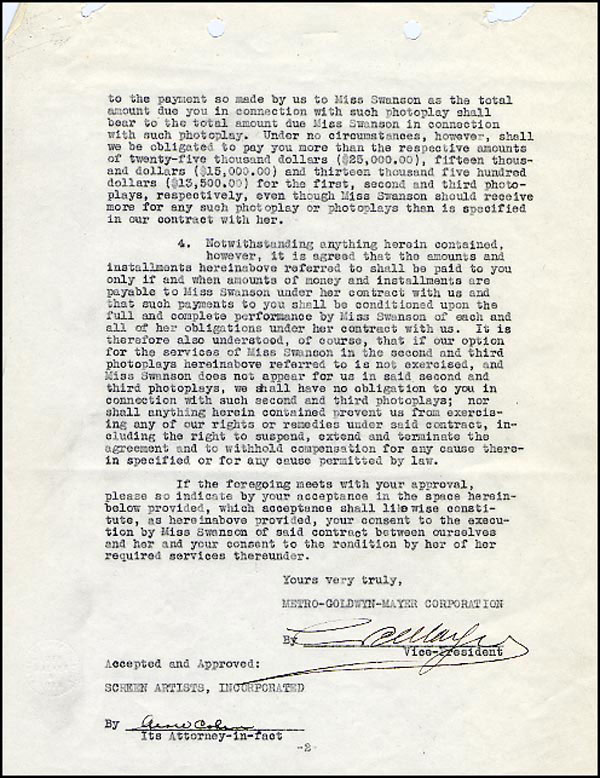 to the payment so made by us to Miss Swanson as the total
amount due you in connection with such photoplay shall
bear to the total amount due Miss Swanson in connection
with such photoplay. Under no circumstances, however, shall
we be obligated to pay you more than the respective amounts
of twenty-five thousand dollars ($25,000.00), fifteen thous-
and dollars ($15,000.00) and thirteen thousand five hundred
dollars ($13,500.00) for the first, second and third photo-
plays, respectively, even though Miss Swanson should receive
more for any such photoplay or photoplays than is specified
in our contract with her.
4. Notwithstanding anything herein contained,
however, it is agreed that the amounts and
installments hereinabove referred to shall be paid to you
only if and when amounts of money and installments are
payable to Miss Swanson under her contract with us and
that such payments to you shall be conditioned upon the
full and complete performance by Miss Swanson of each and
all of her obligations under her contract with us. It is
therefore also understood, of course, that if our option
for the services of Miss Swanson in the second and third
photoplays hereinabove referred to is not exercised, and
Miss Swanson does not appear for us in said second and
third photoplays, we shall have no obligation to you in
connection with such second and third photoplays; nor
shall anything herein contained prevent us from exercis-
ing any of our rights or remedies under said contract, in-
cluding the right to suspend, extend and terminate the
agreement and to withhold compensation for any cause there-
in specified or for any cause permitted by law.
If the foregoing meets with your approval,
please so indicate by your acceptance in the space herein-
below provided, which acceptance shall likewise consti-
tute, as hereinabove provided, your consent to the execu-
tion by Miss Swanson of said contract between ourselves
and her and your consent to the rendition by her of her
required services thereunder.
Yours very truly,
METRO-GOLDWYN-MAYER CORPORATION
By
Vice-President
Accepted and Approved:
SCREEN ARTISTS, INCORPORATED
By
Its Attorney-in-fact
-2-